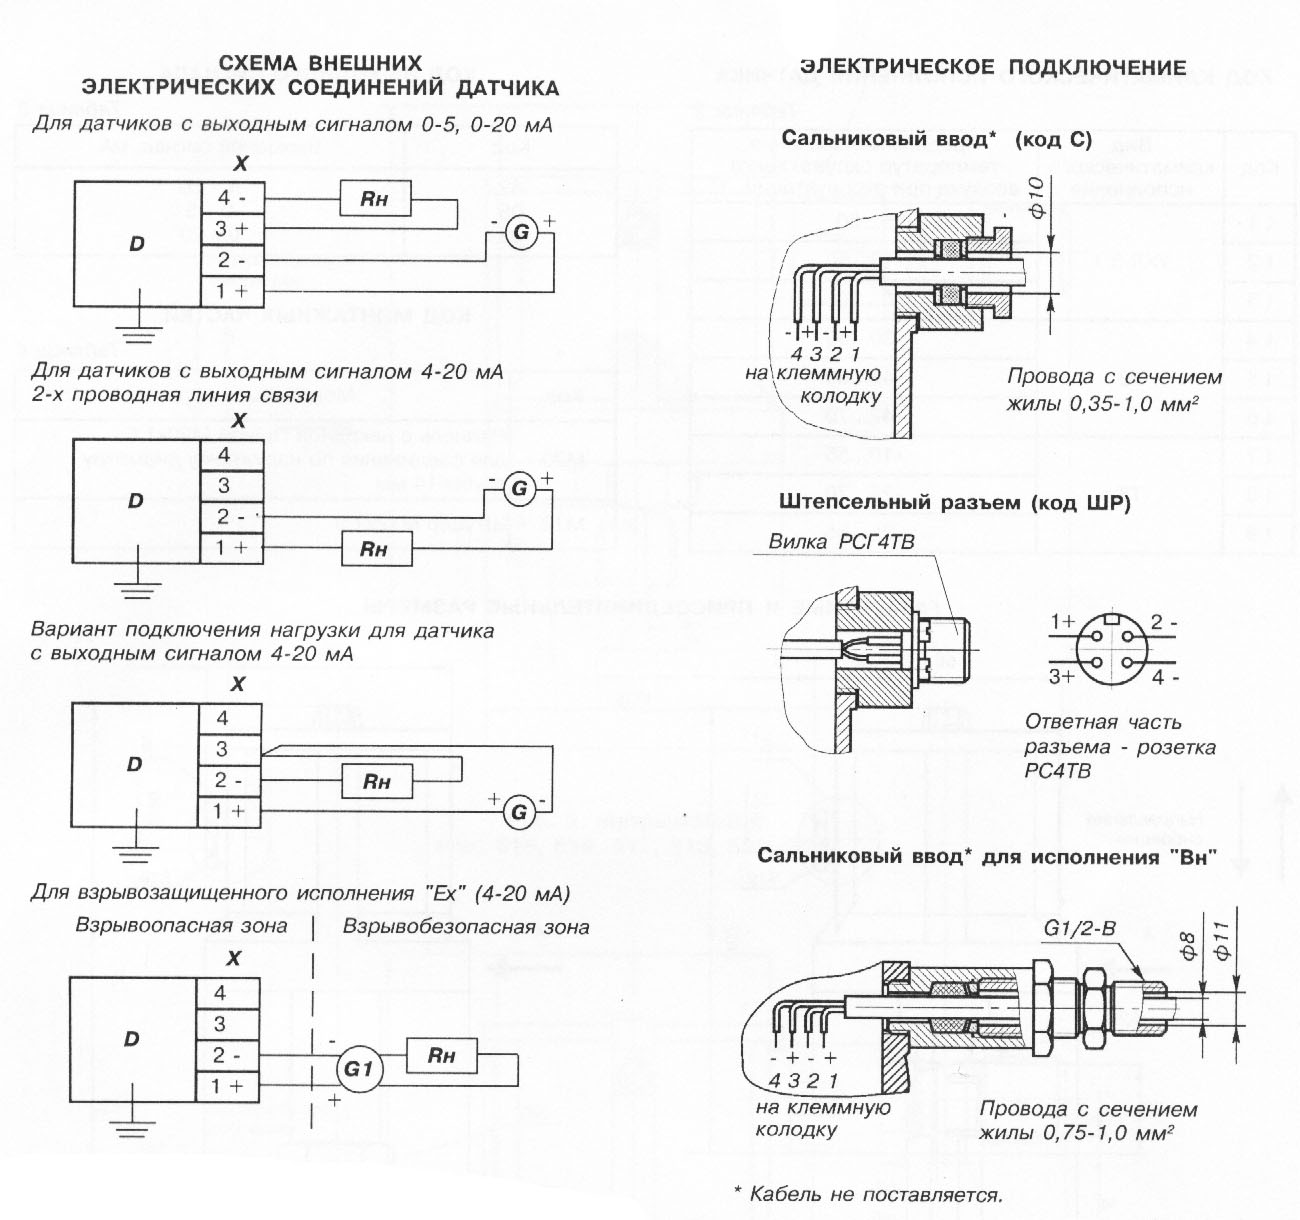 СХЕМА ВНЕШНИХ
ЭЛЕКТРИЧЕСКИХ СОЕДИНЕНИЙ ДАТЧИКА
Для датчиков с выходным сигналом 0-5, 0-20 мА
X
4 -
3 +
2 -
1 +
D
Rн
- G +
Для датчиков с выходным сигналом 4-20 мА
2-х проводная линия связи
X
4
3
2 -
1 +
D
- G +
Rн
Вариант подключения нагрузки для датчика
с выходным сигналом 4-20 мА
X
4
3
2 -
1 +
D
Rн
+ G -
Для взрывозащищенного исполнения "Ex" (4-20 мА)
Взрывоопасная зона
Взрывобезопасная зона
X
4
3
2 -
1 +
D
-
G1
+
Rн
ЭЛЕКТРИЧЕСКОЕ ПОДКЛЮЧЕНИЕ
Сальниковый ввод* (код С)
ф10
- + - +
4 3 2 1
на клеммную
колодку
Провода с сечением
жилы 0,35-1,0 мм²
Штепсельный разъем (код ШР)
Вилка РСГ4ТВ
1+ 2 -
3+ 4 -
Ответная часть
разъема - розетка
РС4ТВ
Сальниковый ввод* для исполнения "Вн"
G1/2-B
ф8
ф11
- + - +
4 3 2 1
на клеммную
колодку
Провода с сечением
жилы 0,75-1,0 мм²
* Кабель не поставляется.